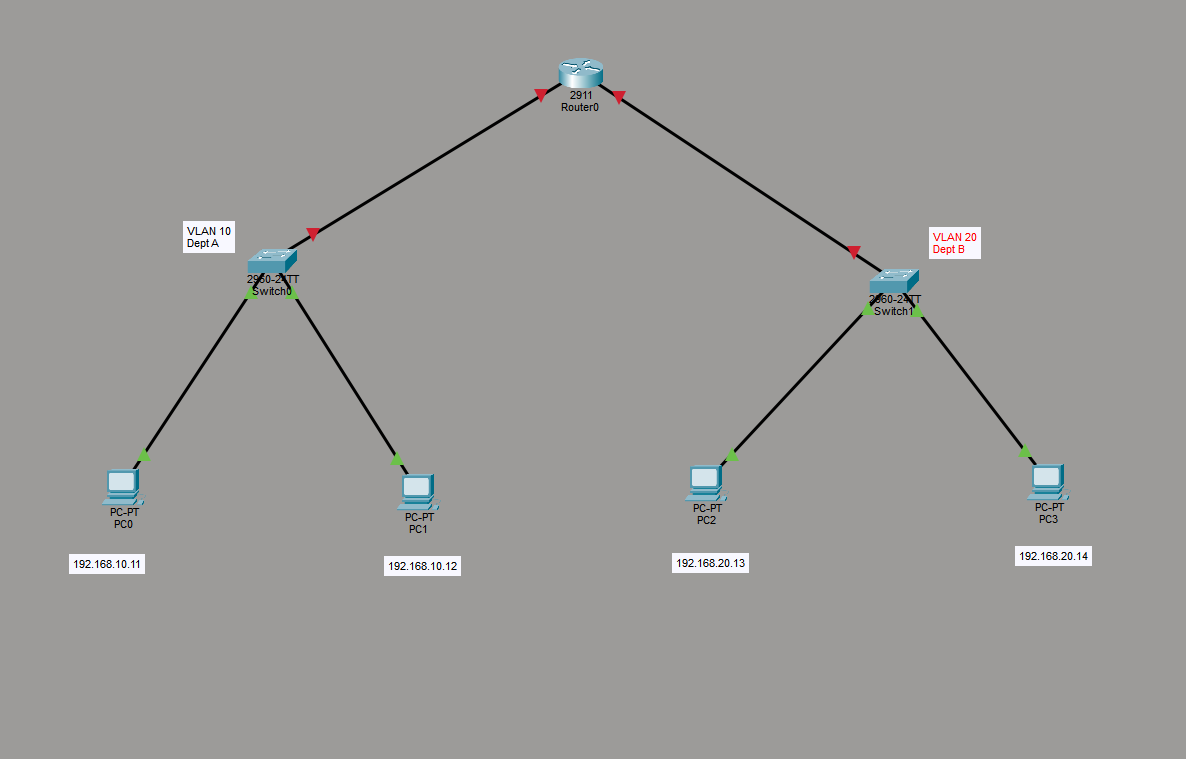 2911
Router0
VLAN 10
Dept A
2960-24TT
Switch0
VLAN 20
Dept B
2960-24TT
Switch1
PC-PT
PC0
PC-PT
PC1
PC-PT
PC2
PC-PT
PC3
192.168.10.11
192.168.10.12
192.168.20.13
192.168.20.14